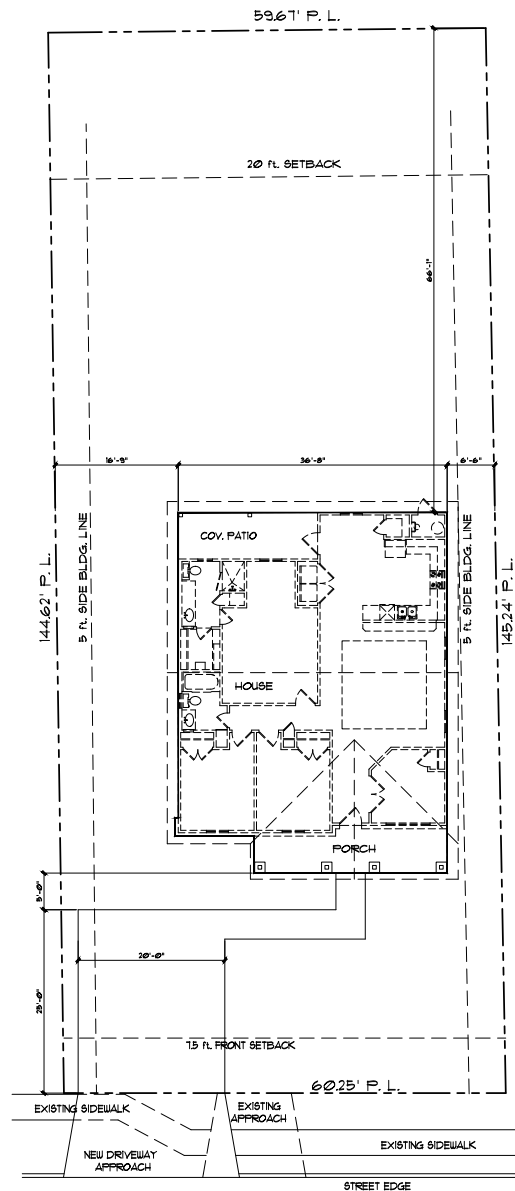 59.67' P. L.
20 ft. SETBACK
66'-1"
16'-9"
36'-8"
6'-6"
COV. PATIO
144.62' P. L.
5 ft. SIDE BLDG. LINE
5 ft. SIDE BLDG. LINE
145.24' P. L.
HOUSE
PORCH
5'-0"
20'-0"
25'-0"
7.5 ft. FRONT SETBACK
60.25' P. L.
EXISTING SIDEWALK
EXISTING
APPROACH
EXISTING SIDEWALK
NEW DRIVEWAY
APPROACH
STREET EDGE